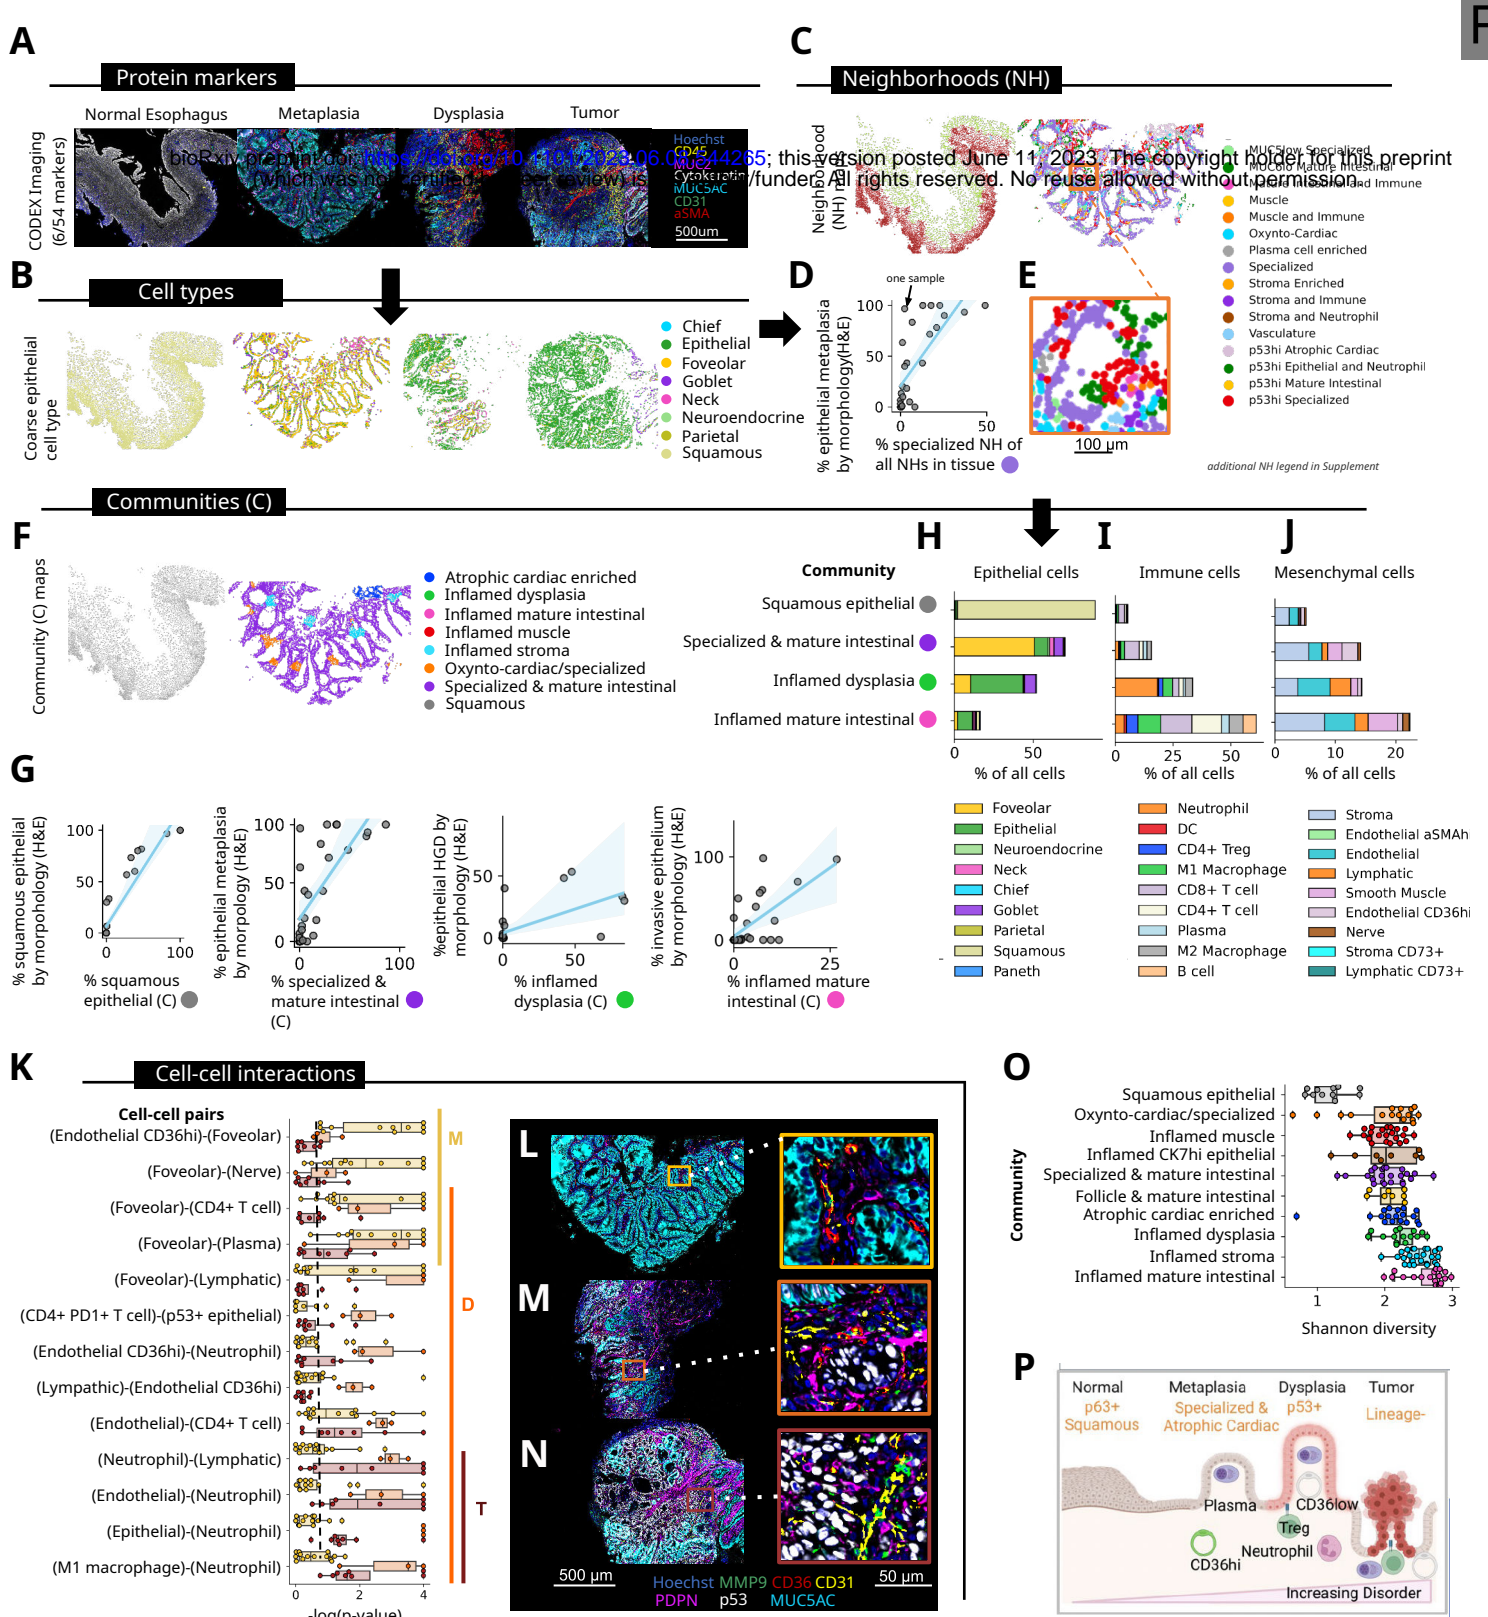 F
A
Protein markers
Normal Esophagus
Metaplasia
Dysplasia
Tumor
CODEX Imaging
(6/54 markers)
Hoechst
CD45
MUC2
Cytokeratin
MUC5AC
CD31
aSMA
500um
bioRxiv preprint doi: https://doi.org/10.1101/2023.06.08.544265; this version posted June 11, 2023. The copyright holder for this preprint
(which was not certified by peer review) is the author/funder. All rights reserved. No reuse allowed without permission.
B
Cell types
Coarse epithelial
cell type
Chief
Epithelial
Foveolar
Goblet
Neck
Neuroendocrine
Parietal
Squamous
C
Neighborhoods (NH)
Neighborhood
(NH) maps
MUC5low Specialized
MUC6lo Mature Intestinal
Mature Intestinal and Immune
Muscle
Muscle and Immune
Oxynto-Cardiac
Plasma cell enriched
Specialized
Stroma Enriched
Stroma and Immune
Stroma and Neutrophil
Vasculature
p53hi Atrophic Cardiac
p53hi Epithelial and Neutrophil
p53hi Mature Intestinal
p53hi Specialized
additional NH legend in Supplement
D
one sample
% epithelial metaplasia
by morphology(H&E)
100
50
0
0
50
% specialized NH of
all NHs in tissue
E
100 µm
Communities (C)
F
Community (C) maps
Atrophic cardiac enriched
Inflamed dysplasia
Inflamed mature intestinal
Inflamed muscle
Inflamed stroma
Oxynto-cardiac/specialized
Specialized & mature intestinal
Squamous
H
I
J
Community
Epithelial cells
Immune cells
Mesenchymal cells
Squamous epithelial
Specialized & mature intestinal
Inflamed dysplasia
Inflamed mature intestinal
0
50
% of all cells
0
25
50
% of all cells
0
10
20
% of all cells
Foveolar
Epithelial
Neuroendocrine
Neck
Chief
Goblet
Parietal
Squamous
Paneth
Neutrophil
DC
CD4+ Treg
M1 Macrophage
CD8+ T cell
CD4+ T cell
Plasma
M2 Macrophage
B cell
Stroma
Endothelial aSMAh
Endothelial
Lymphatic
Smooth Muscle
Endothelial CD36hi
Nerve
Stroma CD73+
Lymphatic CD73+
G
% squamous epithelial
by morphology (H&E)
100
50
0
0
100
% squamous
epithelial (C)
% epithelial metaplasia
by morpology (H&E)
100
50
0
0
100
% specialized &
mature intestinal
(C)
%epithelial HGD by
morphology (H&E)
50
0
0
50
% inflamed
dysplasia (C)
% invasive epithelium
by morphology (H&E)
100
0
0
25
% inflamed mature
intestinal (C)
K
Cell-cell interactions
Cell-cell pairs
(Endothelial CD36hi)-(Foveolar)
(Foveolar)-(Nerve)
(Foveolar)-(CD4+ T cell)
(Foveolar)-(Plasma)
(Foveolar)-(Lymphatic)
(CD4+ PD1+ T cell)-(p53+ epithelial)
(Endothelial CD36hi)-(Neutrophil)
(Lympathic)-(Endothelial CD36hi)
(Endothelial)-(CD4+ T cell)
(Neutrophil)-(Lymphatic)
(Endothelial)-(Neutrophil)
(Epithelial)-(Neutrophil)
(M1 macrophage)-(Neutrophil)
0
2
4
-log(p-value)
M
D
T
L
M
N
500 µm
50 µm
Hoechst MMP9 CD36 CD31
PDPN p53 MUC5AC
O
Community
Squamous epithelial
Oxynto-cardiac/specialized
Inflamed muscle
Inflamed CK7hi epithelial
Specialized & mature intestinal
Follicle & mature intestinal
Atrophic cardiac enriched
Inflamed dysplasia
Inflamed stroma
Inflamed mature intestinal
1
2
3
Shannon diversity
P
Normal
p63+
Squamous
Metaplasia
Specialized &
Atrophic Cardiac
Dysplasia
p53+
Tumor
Lineage-
Plasma
CD36low
Treg
Neutrophil
CD36hi
Increasing Disorder